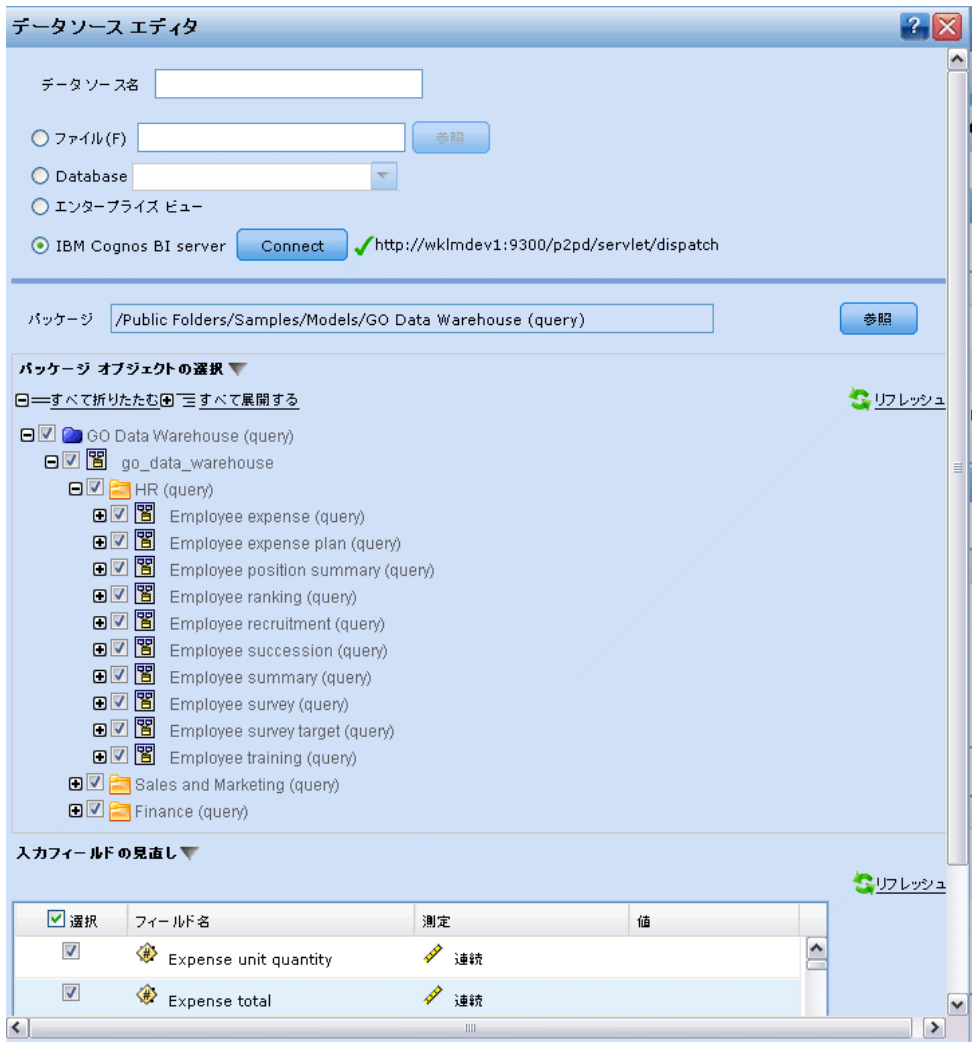 データソース エディタ
?
データソース名
ファイル(F) 参照
Database
エンタープライズ ビュー
IBM Cognos BI server Connect http://wklmdev1:9300/p2pd/servlet/dispatch
パッケージ /Public Folders/Samples/Models/GO Data Warehouse (query) 参照
パッケージ オブジェクトの選択
すべて折りたたむ すべて展開する リフレッシュ
GO Data Warehouse (query)
go_data_warehouse
HR (query)
Employee expense (query)
Employee expense plan (query)
Employee position summary (query)
Employee ranking (query)
Employee recruitment (query)
Employee succession (query)
Employee summary (query)
Employee survey (query)
Employee survey target (query)
Employee training (query)
Sales and Marketing (query)
Finance (query)
入力フィールドの見直し
リフレッシュ
選択 フィールド名 測定 値
Expense unit quantity 連続
Expense total 連続